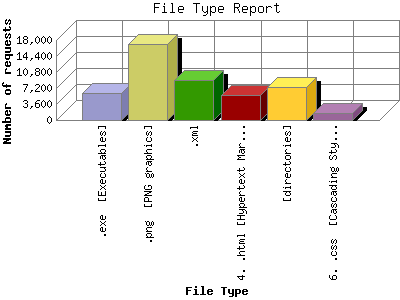 File Type Report
Number of requests
18,000
14,400
10,800
7,200
3,600
0
.exe [Executables]
.png [PNG graphics]
.xml
4. .html [Hypertext Mar...
[directories]
6. .css [Cascading Sty...
File Type